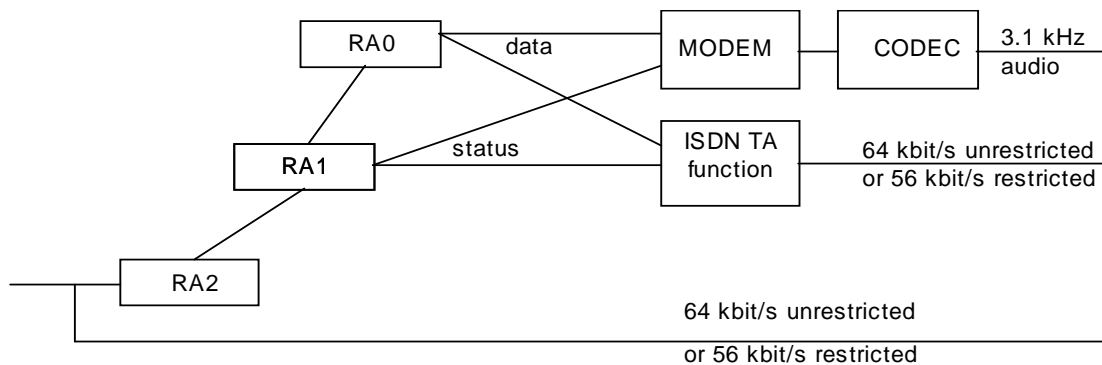 RA0
data
MODEM
CODEC
3.1 kHz
audio
RA1
status
ISDN TA
function
64 kbit/s unrestricted
or 56 kbit/s restricted
RA2
64 kbit/s unrestricted
or 56 kbit/s restricted